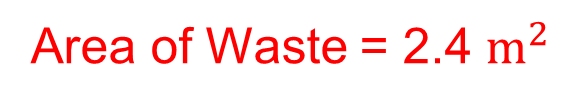 Area of Waste = 2.4 m²